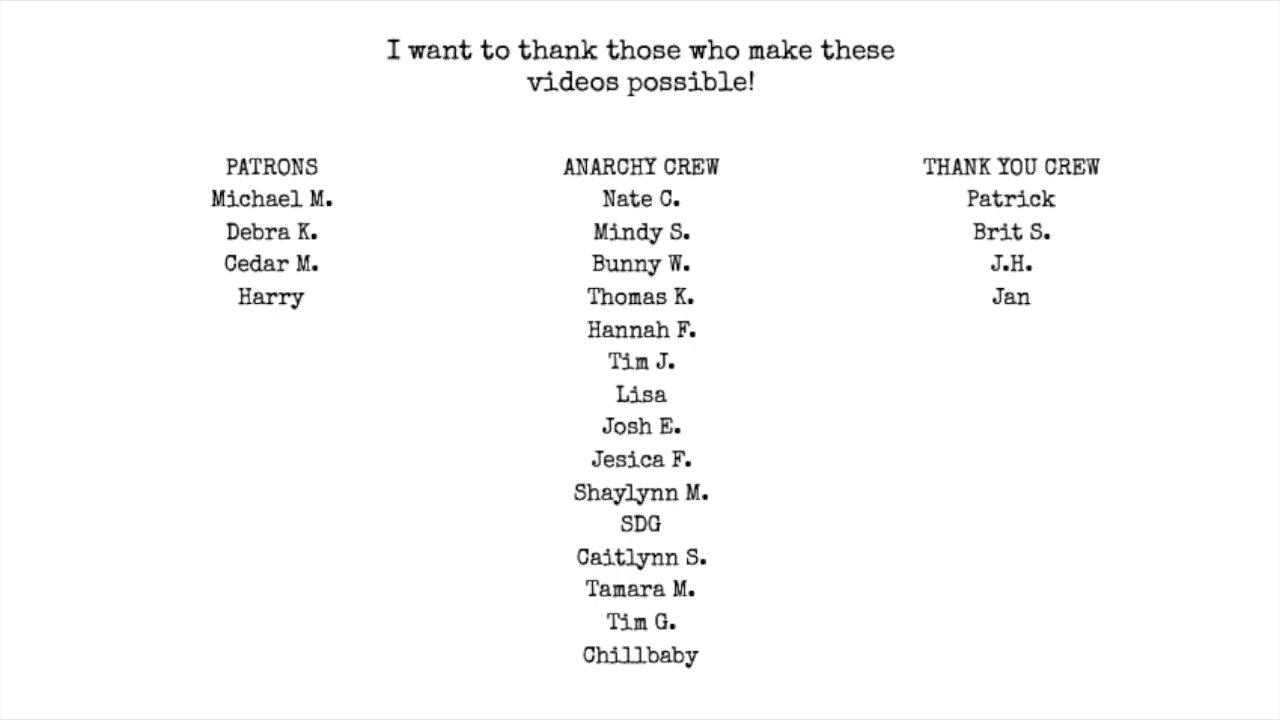 I want to thank those who make these
videos possible!
PATRONS
Michael M.
Debra K.
Cedar M.
Harry
ANARCHY CREW
Nate C.
Mindy S.
Bunny W.
Thomas K.
Hannah F.
Tim J.
Lisa
Josh E.
Jesica F.
Shaylynn M.
SDG
Caitlynn S.
Tamara M.
Tim G.
Chillbaby
THANK YOU CREW
Patrick
Brit S.
J.H.
Jan